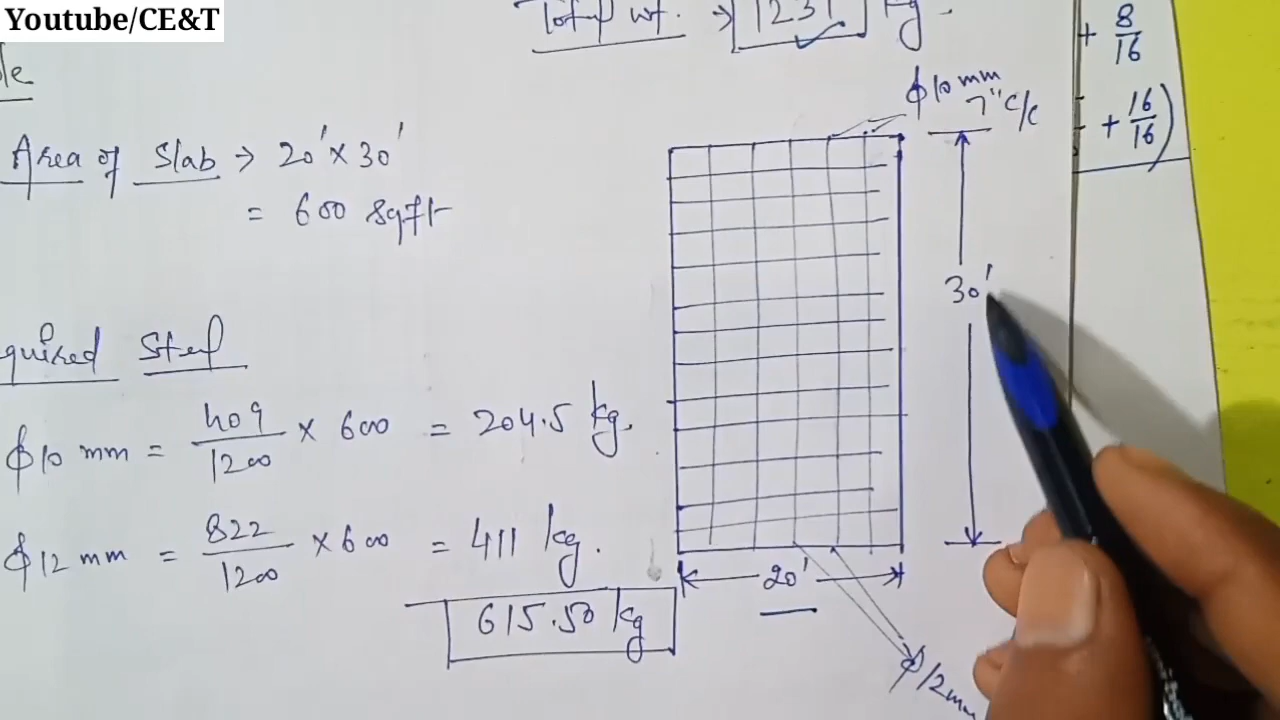 Youtube/CE&T
Total wt. → 1231 kg.
+ 8/16
+ 16/16)
Area of Slab → 20' x 30'
= 600 sqft
quired Steel
ϕ10 mm = 409/1200 x 600 = 204.5 kg.
ϕ12 mm = 822/1200 x 600 = 411 kg.
615.50 kg
ϕ10 mm
7" c/c
30'
20'
ϕ12mm